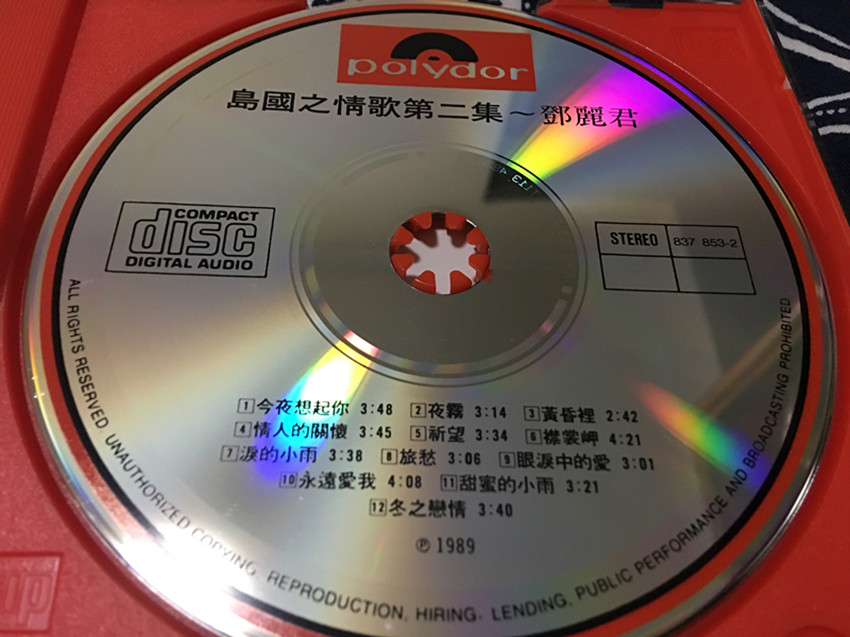 polydor
島國之情歌第二集～鄧麗君
COMPACT
disc
DIGITAL AUDIO
STEREO 837 853-2
1 今夜想起你 3:48 2 夜霧 3:14 3 黃昏裡 2:42
4 情人的關懷 3:45 5 祈望 3:34 6 襟裳岬 4:21
7 淚的小雨 3:38 8 旅愁 3:06 9 眼淚中的愛 3:01
10 永遠愛我 4:08 11 甜蜜的小雨 3:21
12 冬之戀情 3:40
℗ 1989
ALL RIGHTS RESERVED. UNAUTHORIZED COPYING, REPRODUCTION, HIRING, LENDING, PUBLIC PERFORMANCE AND BROADCASTING PROHIBITED